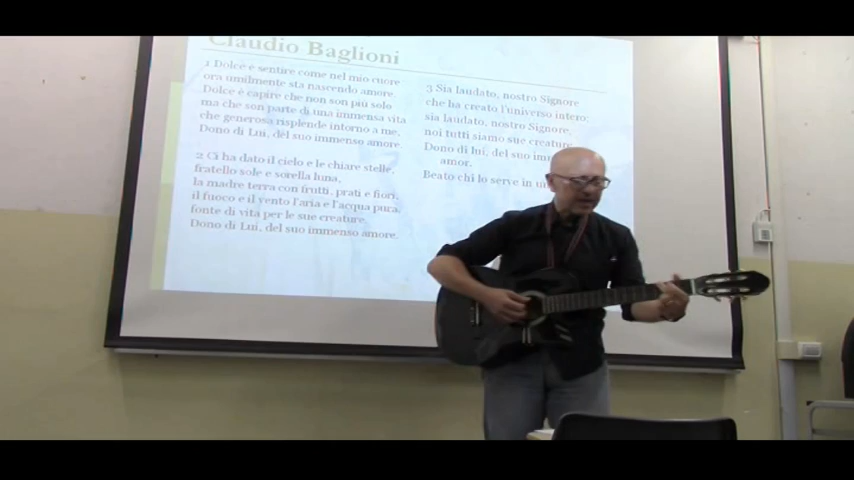 Claudio Baglioni
1 Dolce è sentire come nel mio cuore
ora umilmente sta nascendo amore.
Dolce è capire che non son più solo
ma che son parte di una immensa vita
che generosa risplende intorno a me,
Dono di Lui, del suo immenso amore.
2 Ci ha dato il cielo e le chiare stelle,
fratello sole e sorella luna,
la madre terra con frutti, prati e fiori,
il fuoco e il vento l'aria e l'acqua pura,
fonte di vita per le sue creature
Dono di Lui, del suo immenso amore.
3 Sia laudato, nostro Signore
che ha creato l'universo intero;
sia laudato, nostro Signore,
noi tutti siamo sue creature
Dono di lui, del suo
amor.
Beato chi lo serve in